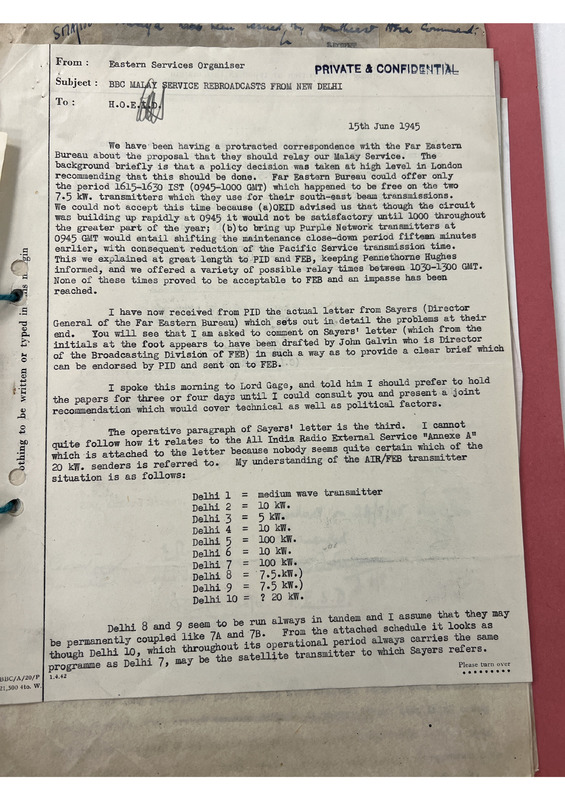 From : Eastern Services Organiser
PRIVATE & CONFIDENTIAL
Subject : BBC MALAY SERVICE REBROADCASTS FROM NEW DELHI
To : H.O.E.I.D.
15th June 1945
We have been having a protracted correspondence with the Far Eastern
Bureau about the proposal that they should relay our Malay Service. The
background briefly is that a policy decision was taken at high level in London
recommending that this should be done. Far Eastern Bureau could offer only
the period 1615-1630 IST (0945-1000 GMT) which happened to be free on the two
7.5 kW. transmitters which they use for their south-east beam transmissions.
We could not accept this time because (a)OEID advised us that though the circuit
was building up rapidly at 0945 it would not be satisfactory until 1000 throughout
the greater part of the year; (b)to bring up Purple Network transmitters at
0945 GMT would entail shifting the maintenance close-down period fifteen minutes
earlier, with consequent reduction of the Pacific Service transmission time.
This we explained at great length to PID and FEB, keeping Pennethorne Hughes
informed, and we offered a variety of possible relay times between 1030-1300 GMT.
None of these times proved to be acceptable to FEB and an impasse has been
reached.
I have now received from PID the actual letter from Sayers (Director
General of the Far Eastern Bureau) which sets out in detail the problems at their
end. You will see that I am asked to comment on Sayers' letter (which from the
initials at the foot appears to have been drafted by John Galvin who is Director
of the Broadcasting Division of FEB) in such a way as to provide a clear brief which
can be endorsed by PID and sent on to FEB.
I spoke this morning to Lord Gage, and told him I should prefer to hold
the papers for three or four days until I could consult you and present a joint
recommendation which would cover technical as well as political factors.
The operative paragraph of Sayers' letter is the third. I cannot
quite follow how it relates to the All India Radio External Service "Annexe A"
which is attached to the letter because nobody seems quite certain which of the
20 kW. senders is referred to. My understanding of the AIR/FEB transmitter
situation is as follows:
Delhi 1 = medium wave transmitter
Delhi 2 = 10 kW.
Delhi 3 = 5 kW.
Delhi 4 = 10 kW.
Delhi 5 = 100 kW.
Delhi 6 = 10 kW.
Delhi 7 = 100 kW.
Delhi 8 = 7.5.kW.)
Delhi 9 = 7.5 kW.)
Delhi 10 = ? 20 kW.
Delhi 8 and 9 seem to be run always in tandem and I assume that they may
be permanently coupled like 7A and 7B. From the attached schedule it looks as
though Delhi 10, which throughout its operational period always carries the same
programme as Delhi 7, may be the satellite transmitter to which Sayers refers.
Please turn over
BBC/A/20/P
21,500 4to. W.
1.4.42
othing to be written or typed in